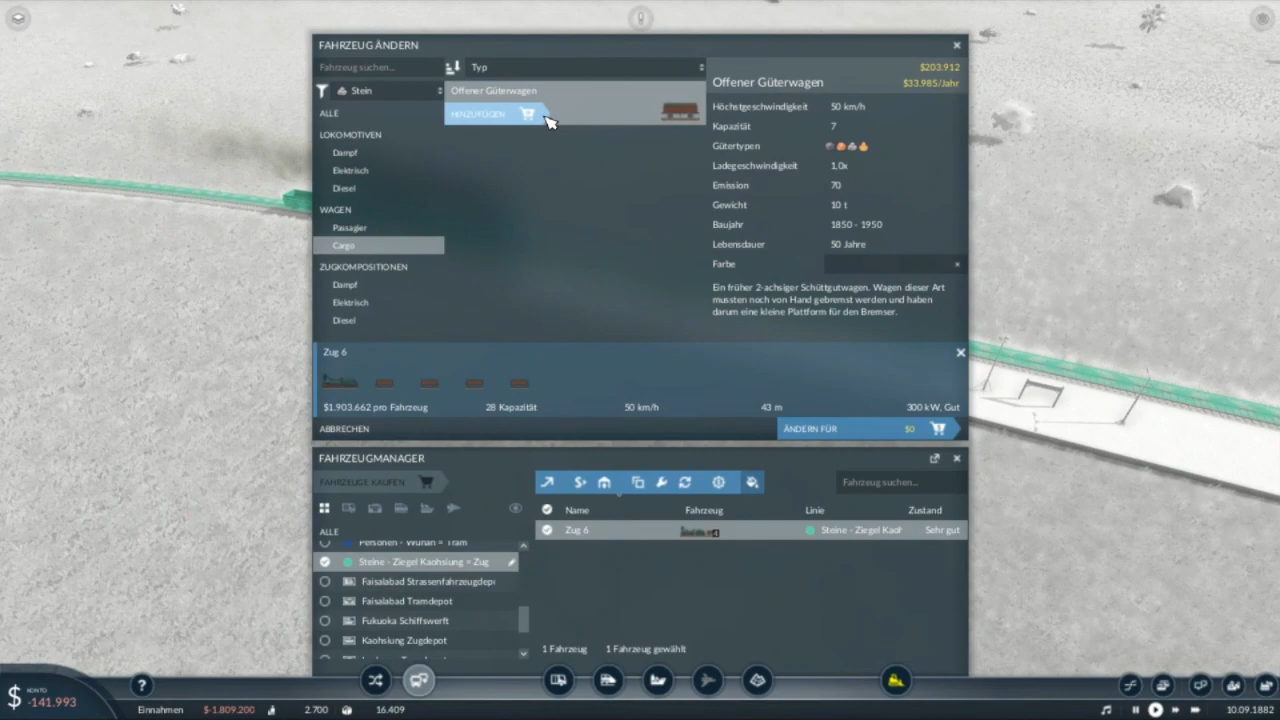 FAHRZEUG ÄNDERN
Fahrzeug suchen...
Typ
Stein
ALLE
LOKOMOTIVEN
Dampf
Elektrisch
Diesel
WAGEN
Passagier
Cargo
ZUGKOMPOSITIONEN
Dampf
Elektrisch
Diesel
Offener Güterwagen
HINZUFÜGEN
$203.912
Offener Güterwagen
$33.985/Jahr
Höchstgeschwindigkeit 50 km/h
Kapazität 7
Gütertypen
Ladegeschwindigkeit 1,0x
Emission 70
Gewicht 10 t
Baujahr 1850 - 1950
Lebensdauer 50 Jahre
Farbe
Ein früher 2-achsiger Schüttgutwagen. Wagen dieser Art
mussten noch von Hand gebremst werden und haben
darum eine kleine Plattform für den Bremser.
Zug 6
$1.903.662 pro Fahrzeug 28 Kapazität 50 km/h 43 m 300 kW, Gut
ABBRECHEN
ÄNDERN FÜR $0
FAHRZEUGMANAGER
FAHRZEUGE KAUFEN
Fahrzeug suchen...
ALLE
Personen - Wuhan = Tram
Steine - Ziegel Kaohsiung = Zug
Faisalabad Strassenfahrzeugdepo
Faisalabad Tramdepot
Fukuoka Schiffswerft
Kaohsiung Zugdepot
Name Fahrzeug Linie Zustand
Zug 6 4 Steine - Ziegel Kaoh Sehr gut
1 Fahrzeug 1 Fahrzeug gewählt
$ KONTO
-141.993
?
Einnahmen $-1.809.200 2.700 16.409
10.09.1882